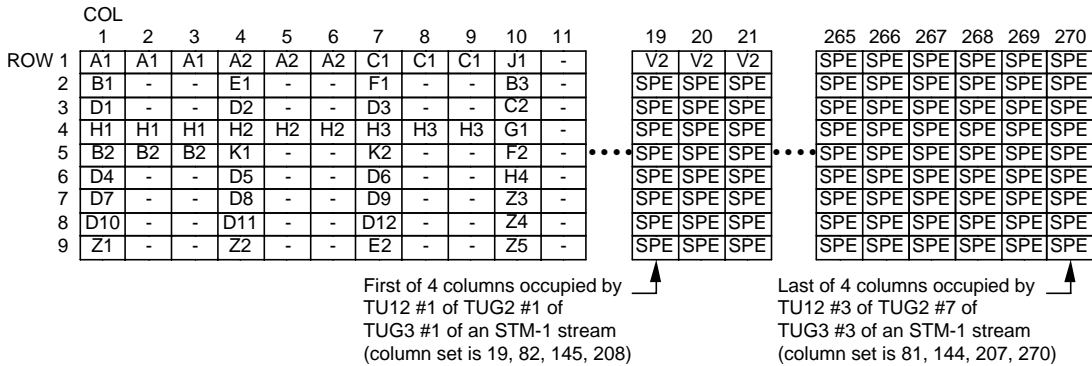 COL
1 2 3 4 5 6 7 8 9 10 11 19 20 21 265 266 267 268 269 270
ROW 1 A1 A1 A1 A2 A2 A2 C1 C1 C1 J1 - V2 V2 V2 SPE SPE SPE SPE SPE SPE
2 B1 - - E1 - - F1 - - B3 - SPE SPE SPE SPE SPE SPE SPE SPE SPE
3 D1 - - D2 - - D3 - - C2 - SPE SPE SPE SPE SPE SPE SPE SPE SPE
4 H1 H1 H1 H2 H2 H2 H3 H3 H3 G1 - SPE SPE SPE SPE SPE SPE SPE SPE SPE
5 B2 B2 B2 K1 - - K2 - - F2 - SPE SPE SPE SPE SPE SPE SPE SPE SPE
6 D4 - - D5 - - D6 - - H4 - SPE SPE SPE SPE SPE SPE SPE SPE SPE
7 D7 - - D8 - - D9 - - Z3 - SPE SPE SPE SPE SPE SPE SPE SPE SPE
8 D10 - - D11 - - D12 - - Z4 - SPE SPE SPE SPE SPE SPE SPE SPE SPE
9 Z1 - - Z2 - - E2 - - Z5 - SPE SPE SPE SPE SPE SPE SPE SPE SPE
First of 4 columns occupied by
TU12 #1 of TUG2 #1 of
TUG3 #1 of an STM-1 stream
(column set is 19, 82, 145, 208)
Last of 4 columns occupied by
TU12 #3 of TUG2 #7 of
TUG3 #3 of an STM-1 stream
(column set is 81, 144, 207, 270)